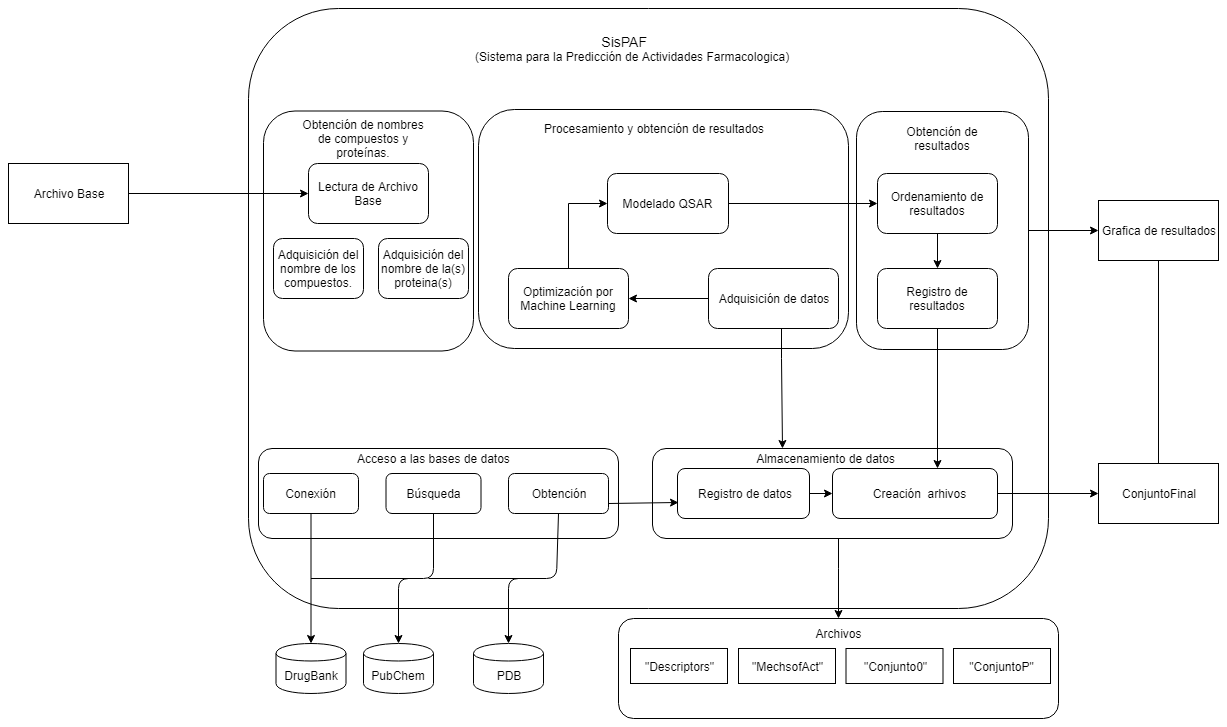 SisPAF
(Sistema para la Predicción de Actividades Farmacologica)
Obtención de nombres
de compuestos y
proteínas.
Procesamiento y obtención de resultados
Obtención de
resultados
Archivo Base
Lectura de Archivo
Base
Modelado QSAR
Ordenamiento de
resultados
Grafica de resultados
Adquisición del
nombre de los
compuestos.
Adquisición del
nombre de la(s)
proteina(s)
Optimización por
Machine Learning
Adquisición de datos
Registro de
resultados
Acceso a las bases de datos
Almacenamiento de datos
Conexión
Búsqueda
Obtención
Registro de datos
Creación arhivos
ConjuntoFinal
DrugBank
PubChem
PDB
Archivos
"Descriptors"
"MechsofAct"
"Conjunto0"
"ConjuntoP"